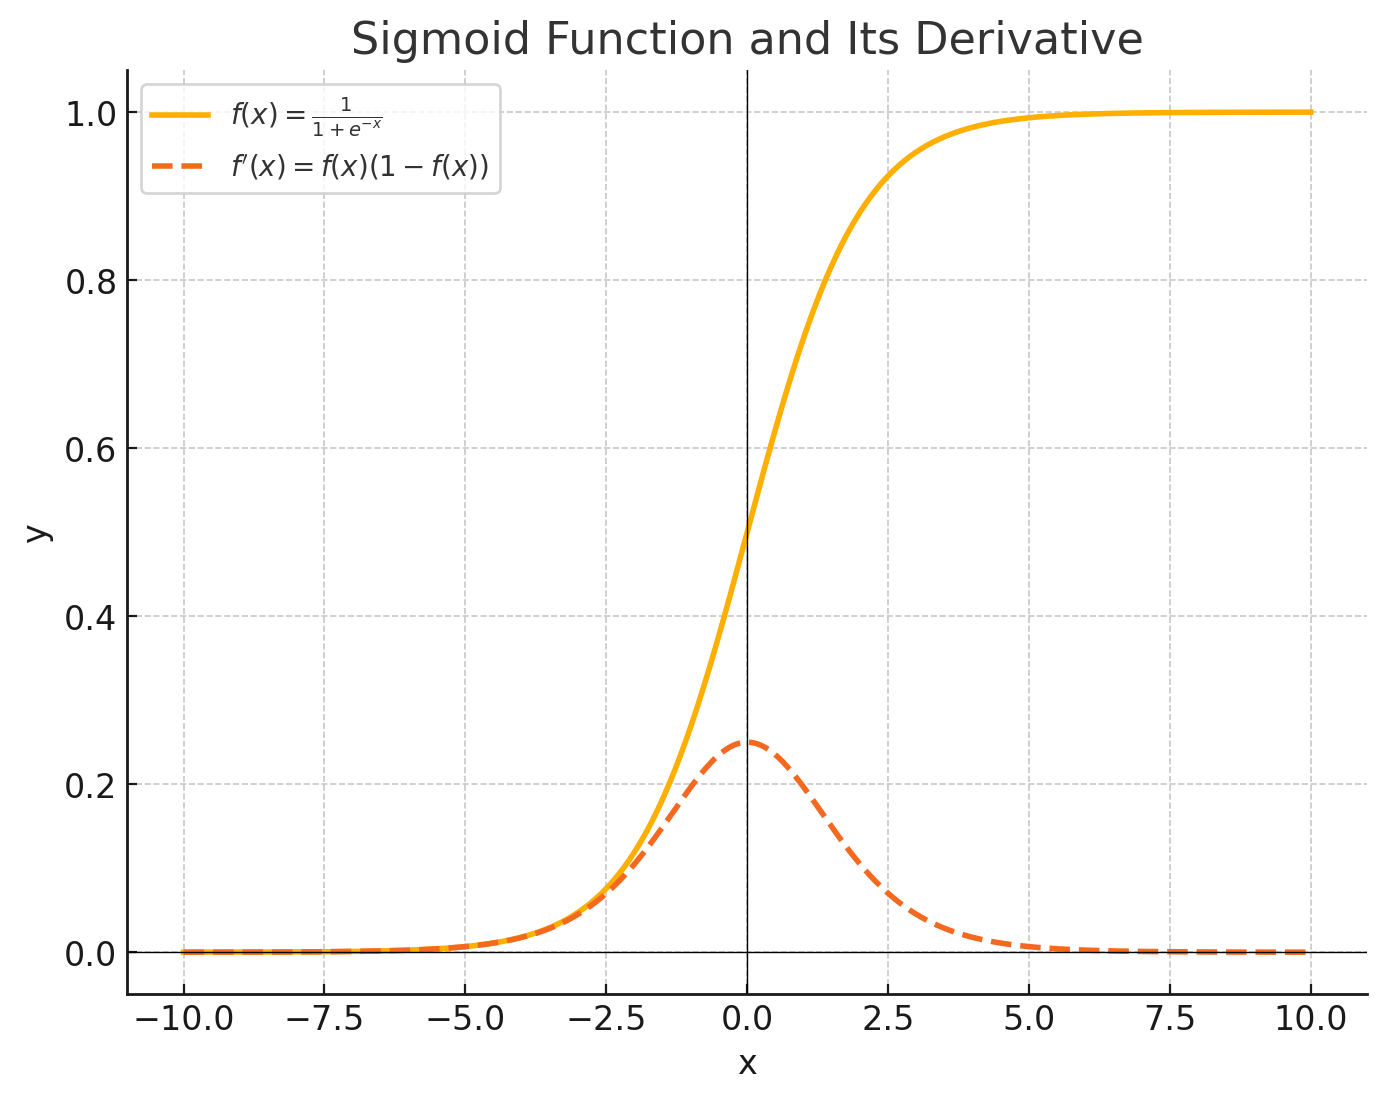 Sigmoid Function and Its Derivative
f(x) = \frac{1}{1 + e^{-x}}
f′(x) = f(x)(1 − f(x))
1.0
0.8
0.6
0.4
0.2
0.0
y
−10.0 −7.5 −5.0 −2.5 0.0 2.5 5.0 7.5 10.0
x